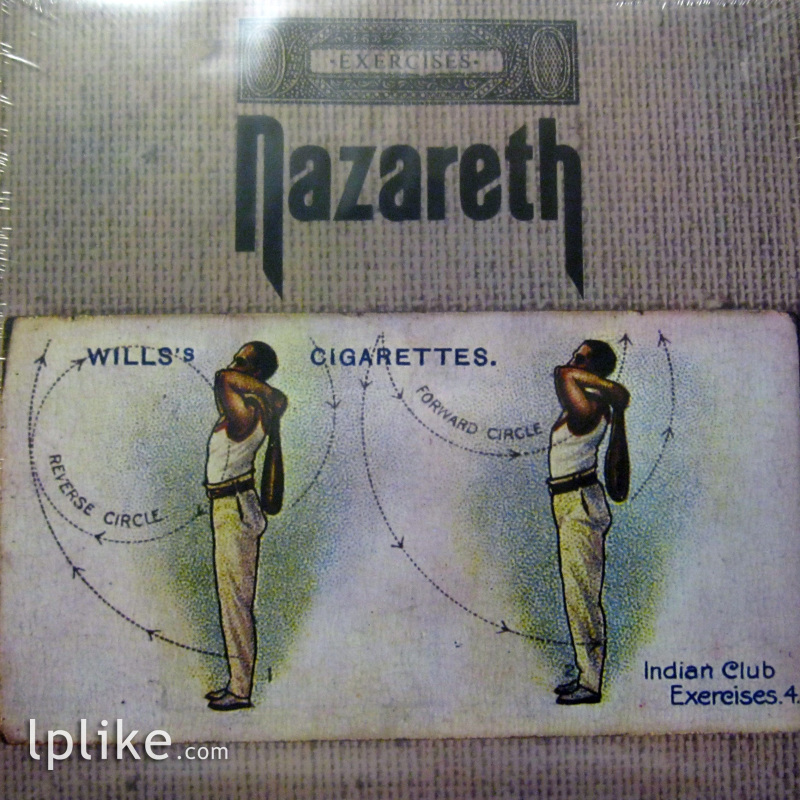 ·EXERCISES·
nazareth
WILLS'S CIGARETTES.
FORWARD CIRCLE
REVERSE CIRCLE
1
2
Indian Club
Exercises.4.
lplike.com